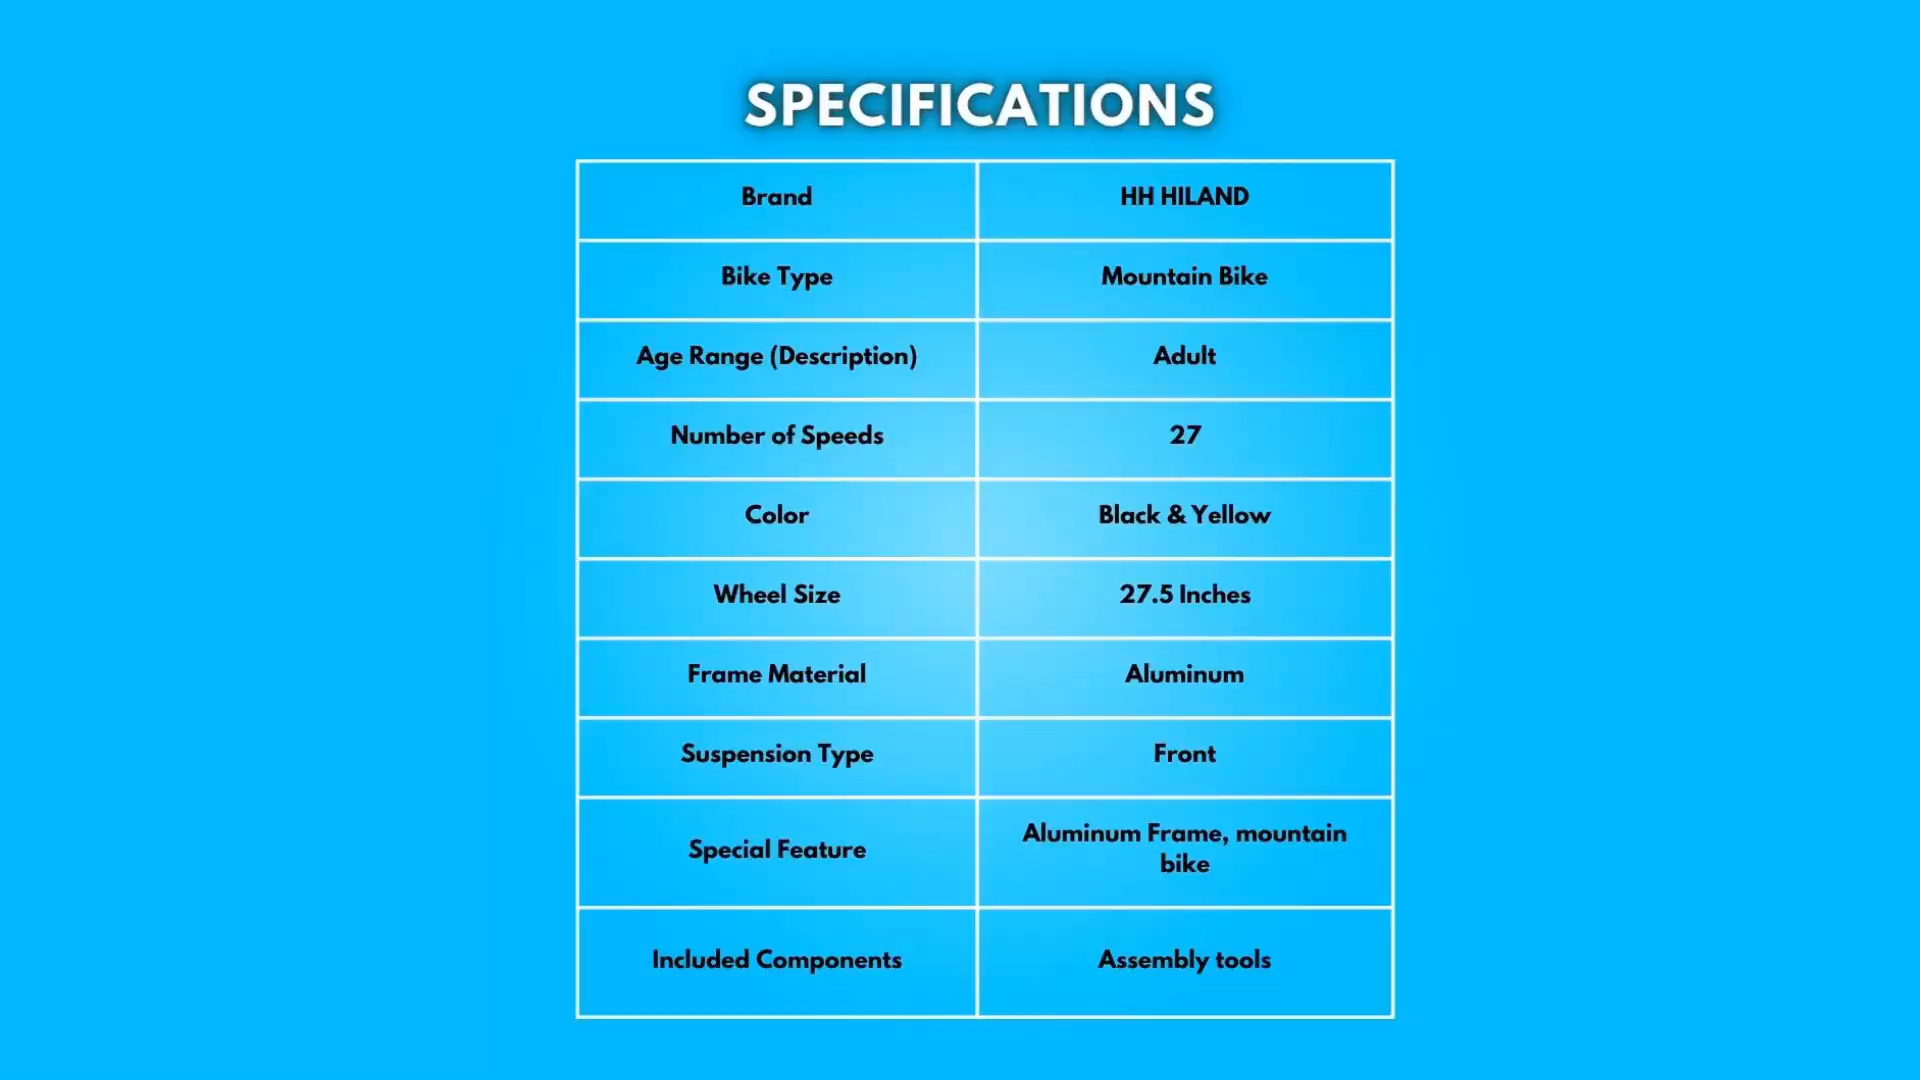 SPECIFICATIONS
Brand
HH HILAND
Bike Type
Mountain Bike
Age Range (Description)
Adult
Number of Speeds
27
Color
Black & Yellow
Wheel Size
27.5 Inches
Frame Material
Aluminum
Suspension Type
Front
Special Feature
Aluminum Frame, mountain
bike
Included Components
Assembly tools